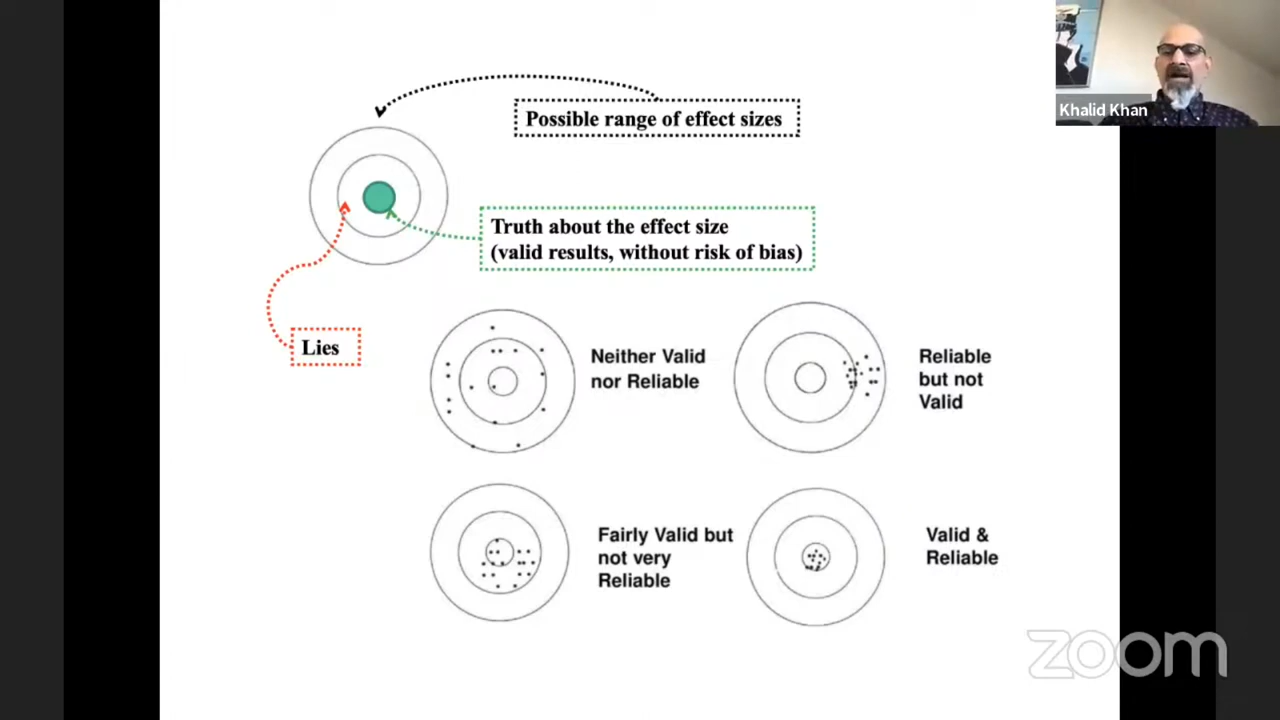 Khalid Khan
Possible range of effect sizes
Truth about the effect size
(valid results, without risk of bias)
Lies
Neither Valid
nor Reliable
Reliable
but not
Valid
Fairly Valid but
not very
Reliable
Valid &
Reliable
zoom